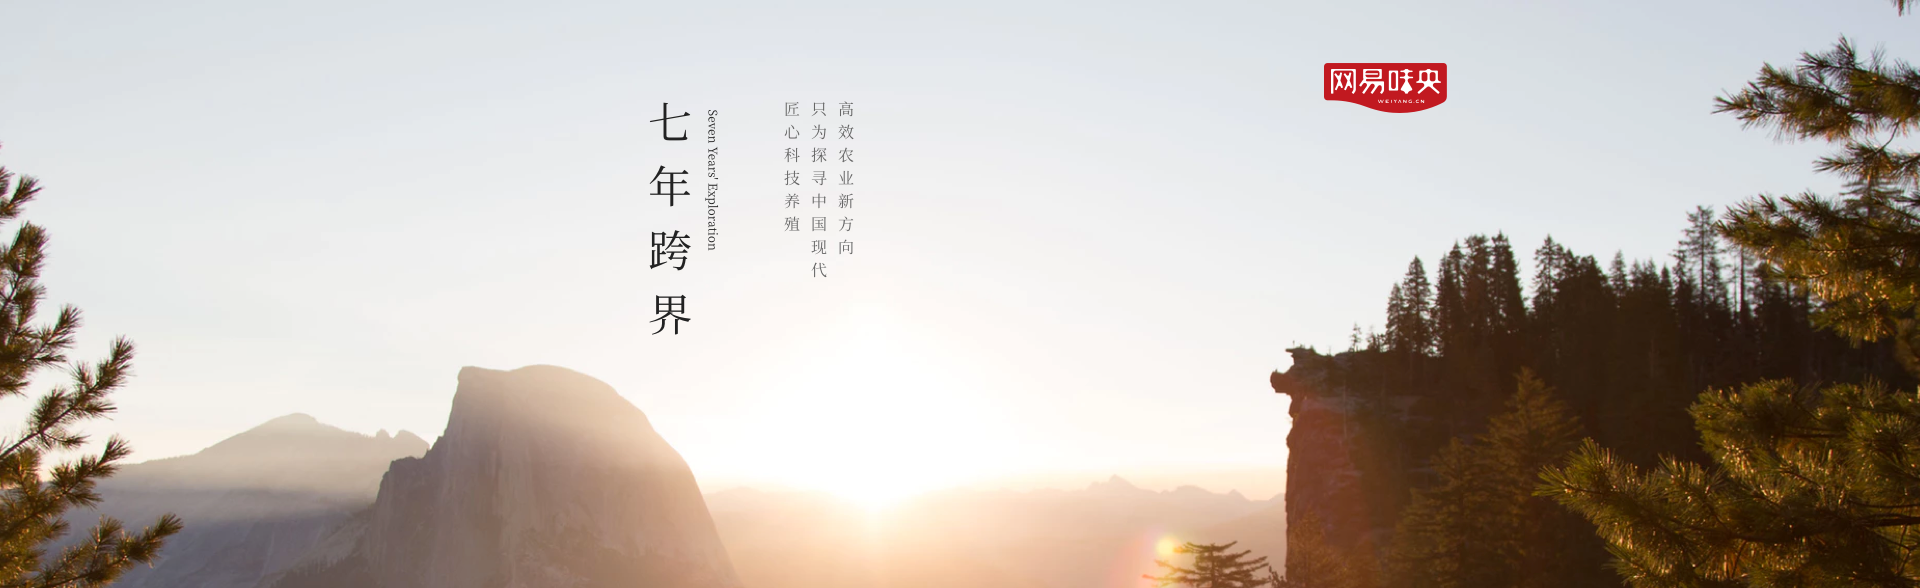 七年跨界
Seven Years' Exploration
匠心科技养殖
只为探寻中国现代
高效农业新方向
网易味央
WEIYANG.CN